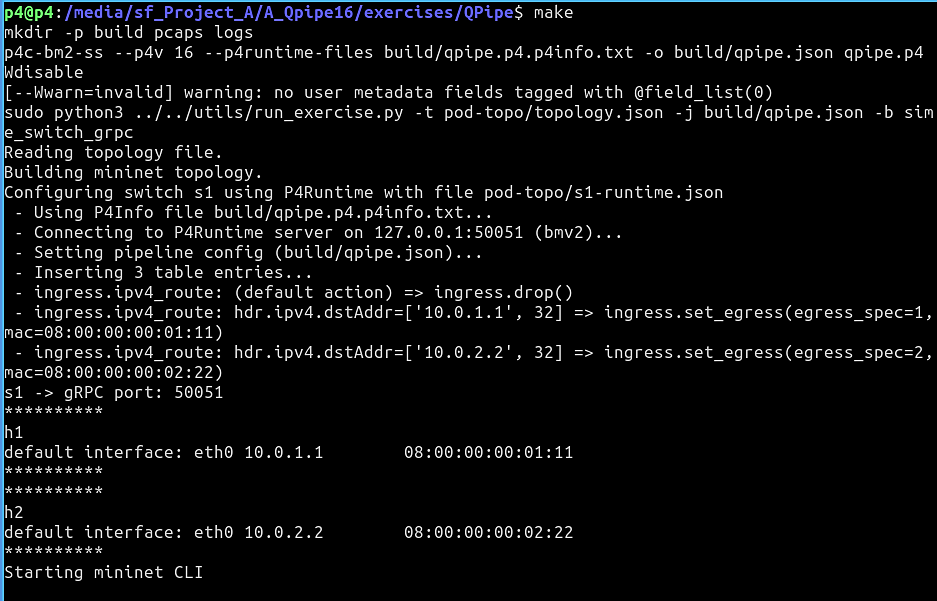 p4@p4:/media/sf_Project_A/A_Qpipe16/exercises/QPipe$ make
mkdir -p build pcaps logs
p4c-bm2-ss --p4v 16 --p4runtime-files build/qpipe.p4.p4info.txt -o build/qpipe.json qpipe.p4
Wdisable
[--Wwarn=invalid] warning: no user metadata fields tagged with @field_list(0)
sudo python3 ../../utils/run_exercise.py -t pod-topo/topology.json -j build/qpipe.json -b sim
e_switch_grpc
Reading topology file.
Building mininet topology.
Configuring switch s1 using P4Runtime with file pod-topo/s1-runtime.json
- Using P4Info file build/qpipe.p4.p4info.txt...
- Connecting to P4Runtime server on 127.0.0.1:50051 (bmv2)...
- Setting pipeline config (build/qpipe.json)...
- Inserting 3 table entries...
- ingress.ipv4_route: (default action) => ingress.drop()
- ingress.ipv4_route: hdr.ipv4.dstAddr=['10.0.1.1', 32] => ingress.set_egress(egress_spec=1,
mac=08:00:00:00:01:11)
- ingress.ipv4_route: hdr.ipv4.dstAddr=['10.0.2.2', 32] => ingress.set_egress(egress_spec=2,
mac=08:00:00:00:02:22)
s1 -> gRPC port: 50051
**********
h1
default interface: eth0 10.0.1.1 08:00:00:00:01:11
**********
**********
h2
default interface: eth0 10.0.2.2 08:00:00:00:02:22
**********
Starting mininet CLI